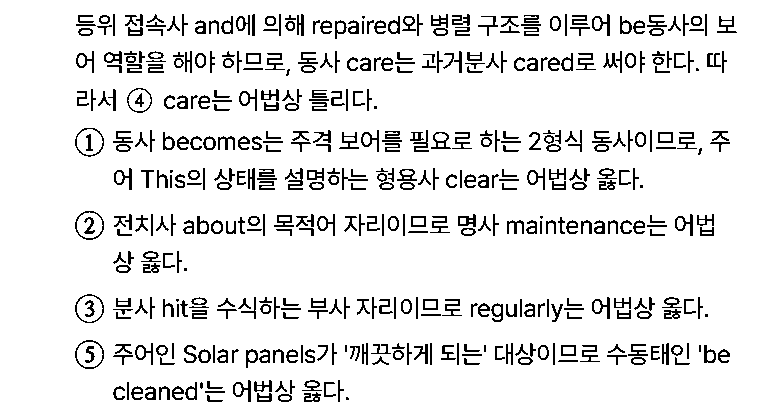 등위 접속사 and에 의해 repaired와 병렬 구조를 이루어 be동사의 보
어 역할을 해야 하므로, 동사 care는 과거분사 cared로 써야 한다. 따
라서 ④ care는 어법상 틀리다.
① 동사 becomes는 주격 보어를 필요로 하는 2형식 동사이므로, 주
어 This의 상태를 설명하는 형용사 clear는 어법상 옳다.
② 전치사 about의 목적어 자리이므로 명사 maintenance는 어법
상 옳다.
③ 분사 hit을 수식하는 부사 자리이므로 regularly는 어법상 옳다.
⑤ 주어인 Solar panels가 '깨끗하게 되는' 대상이므로 수동태인 'be
cleaned'는 어법상 옳다.